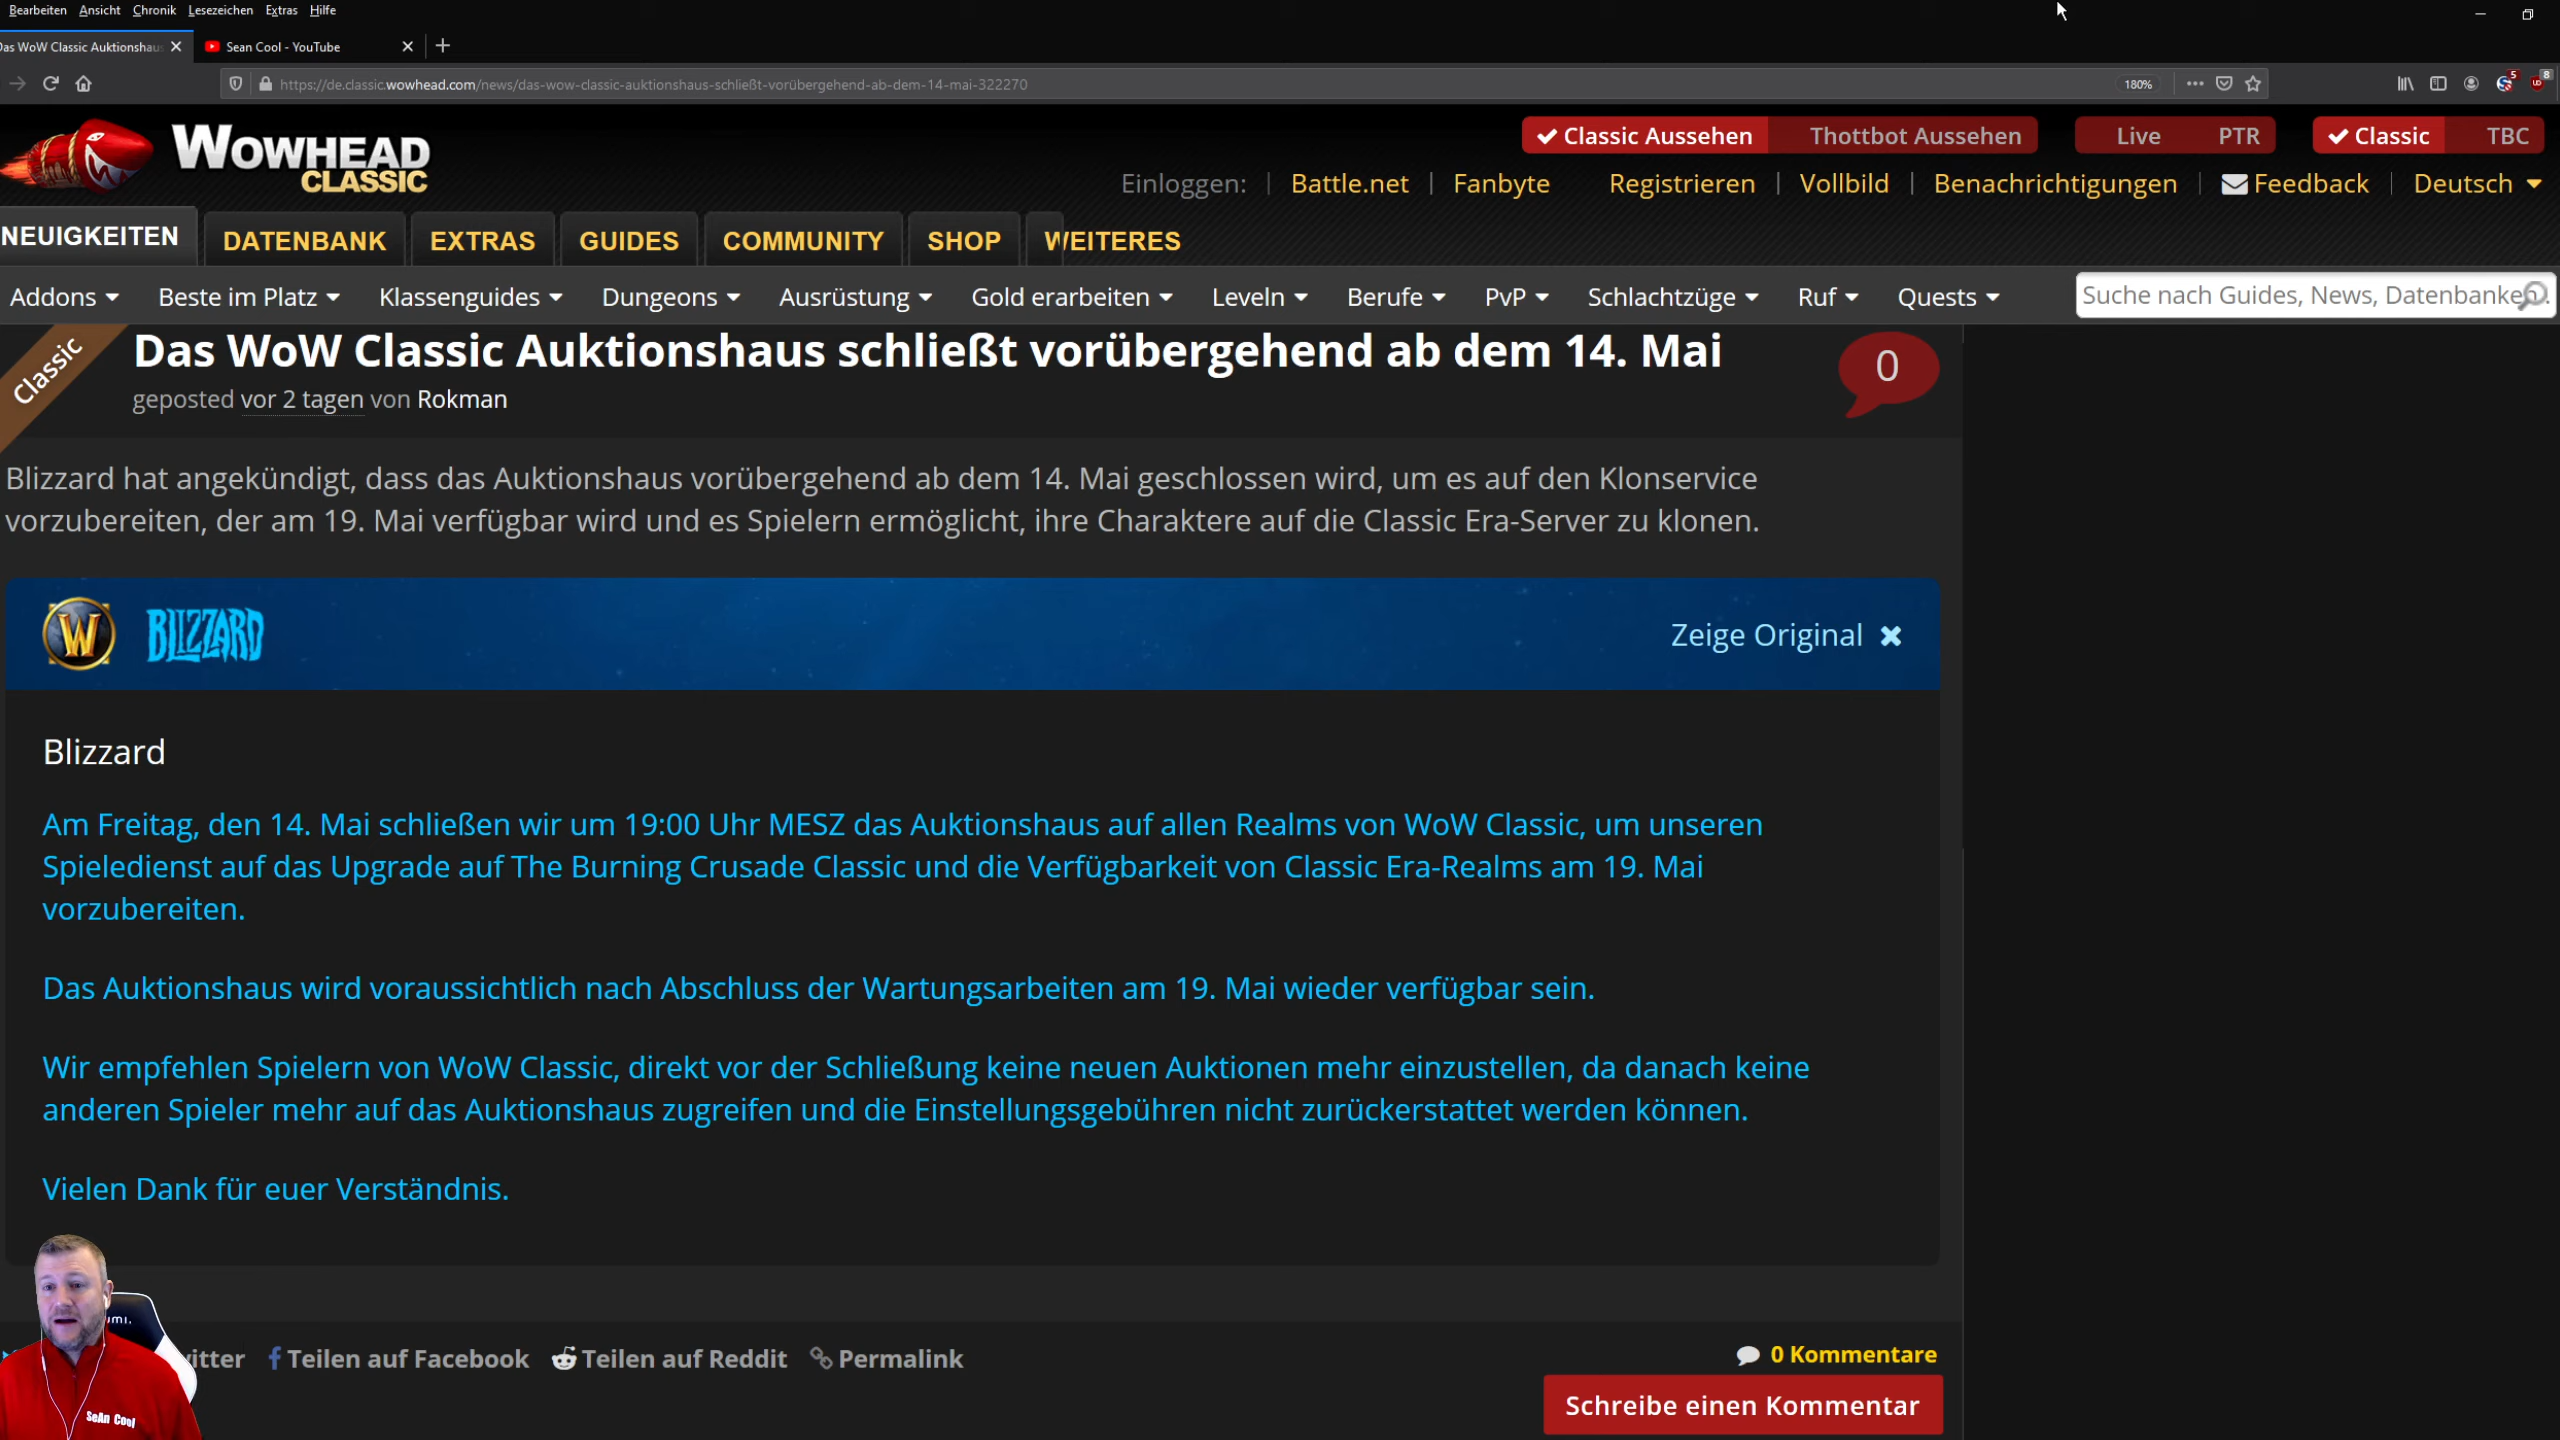 Bearbeiten Ansicht Chronik Lesezeichen Extras Hilfe
Das WoW Classic Auktionshaus Sean Cool - YouTube
https://de.classic.wowhead.com/news/das-wow-classic-auktionshaus-schließt-vorübergehend-ab-dem-14-mai-322270 180% 5 8
WOWHEAD CLASSIC
Classic Aussehen Thottbot Aussehen Live PTR Classic TBC
Einloggen: | Battle.net | Fanbyte Registrieren | Vollbild | Benachrichtigungen | Feedback | Deutsch
NEUIGKEITEN DATENBANK EXTRAS GUIDES COMMUNITY SHOP WEITERES
Addons Beste im Platz Klassenguides Dungeons Ausrüstung Gold erarbeiten Leveln Berufe PvP Schlachtzüge Ruf Quests Suche nach Guides, News, Datenbanken
Classic
Das WoW Classic Auktionshaus schließt vorübergehend ab dem 14. Mai 0
geposted vor 2 tagen von Rokman
Blizzard hat angekündigt, dass das Auktionshaus vorübergehend ab dem 14. Mai geschlossen wird, um es auf den Klonservice
vorzubereiten, der am 19. Mai verfügbar wird und es Spielern ermöglicht, ihre Charaktere auf die Classic Era-Server zu klonen.
W BLIZZARD Zeige Original
Blizzard
Am Freitag, den 14. Mai schließen wir um 19:00 Uhr MESZ das Auktionshaus auf allen Realms von WoW Classic, um unseren
Spieledienst auf das Upgrade auf The Burning Crusade Classic und die Verfügbarkeit von Classic Era-Realms am 19. Mai
vorzubereiten.
Das Auktionshaus wird voraussichtlich nach Abschluss der Wartungsarbeiten am 19. Mai wieder verfügbar sein.
Wir empfehlen Spielern von WoW Classic, direkt vor der Schließung keine neuen Auktionen mehr einzustellen, da danach keine
anderen Spieler mehr auf das Auktionshaus zugreifen und die Einstellungsgebühren nicht zurückerstattet werden können.
Vielen Dank für euer Verständnis.
witter Teilen auf Facebook Teilen auf Reddit Permalink
0 Kommentare
Schreibe einen Kommentar
SeAn Cool